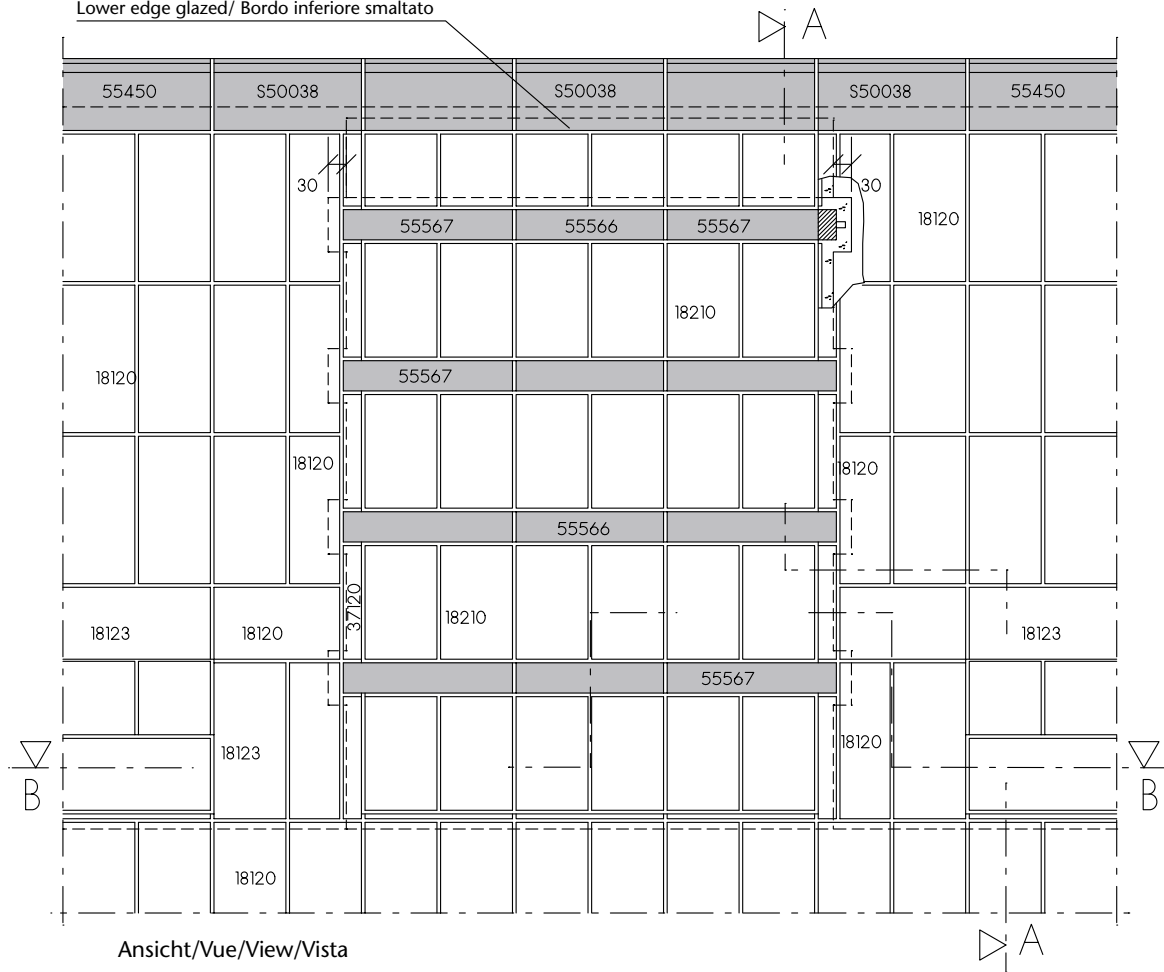 Lower edge glazed/ Bordo inferiore smaltato
A
55450 S50038 S50038 S50038 55450
30 30
55567 55566 55567 18120
18210
18120 55567
18120 18120
55566
37120
18210
18123 18120 18123
55567
18123 18120
B B
18120
Ansicht/Vue/View/Vista
A